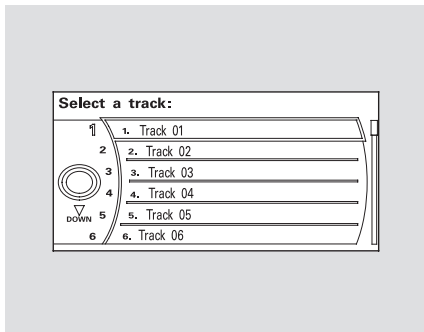 Select a track:
1 1. Track 01
2 2. Track 02
3 3. Track 03
4 4. Track 04
DOWN 5 5. Track 05
6 6. Track 06